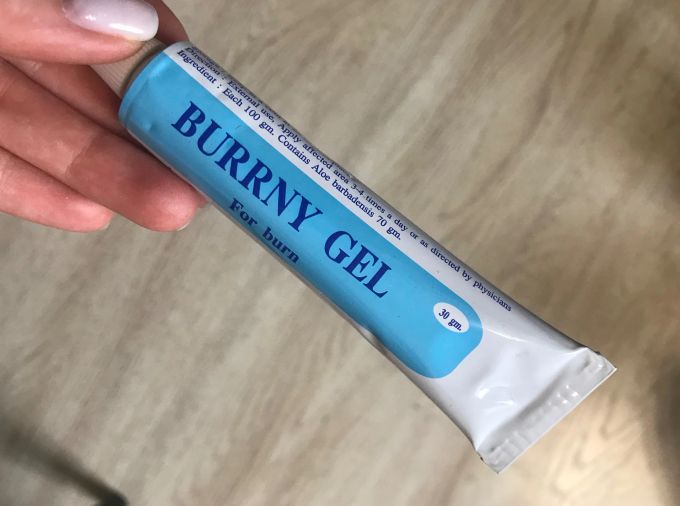 Direction : External use. Apply affected area 3-4 times a day or as directed by physicians
Ingredient : Each 100 gm. Contains Aloe barbadensis 70 gm.
BURRNY GEL
For burn
30 gm.